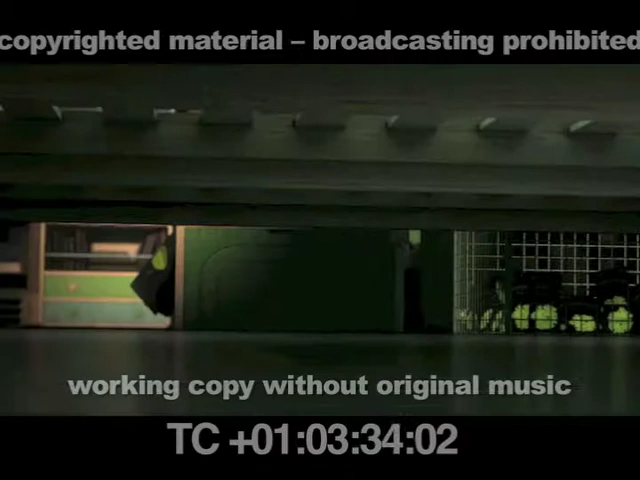 copyrighted material – broadcasting prohibited
working copy without original music
TC +01:03:34:02